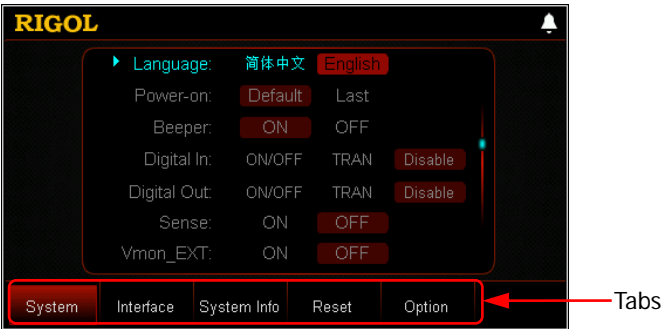 RIGOL
Language: 简体中文 English
Power-on: Default Last
Beeper: ON OFF
Digital In: ON/OFF TRAN Disable
Digital Out: ON/OFF TRAN Disable
Sense: ON OFF
Vmon_EXT: ON OFF
System Interface System Info Reset Option
Tabs